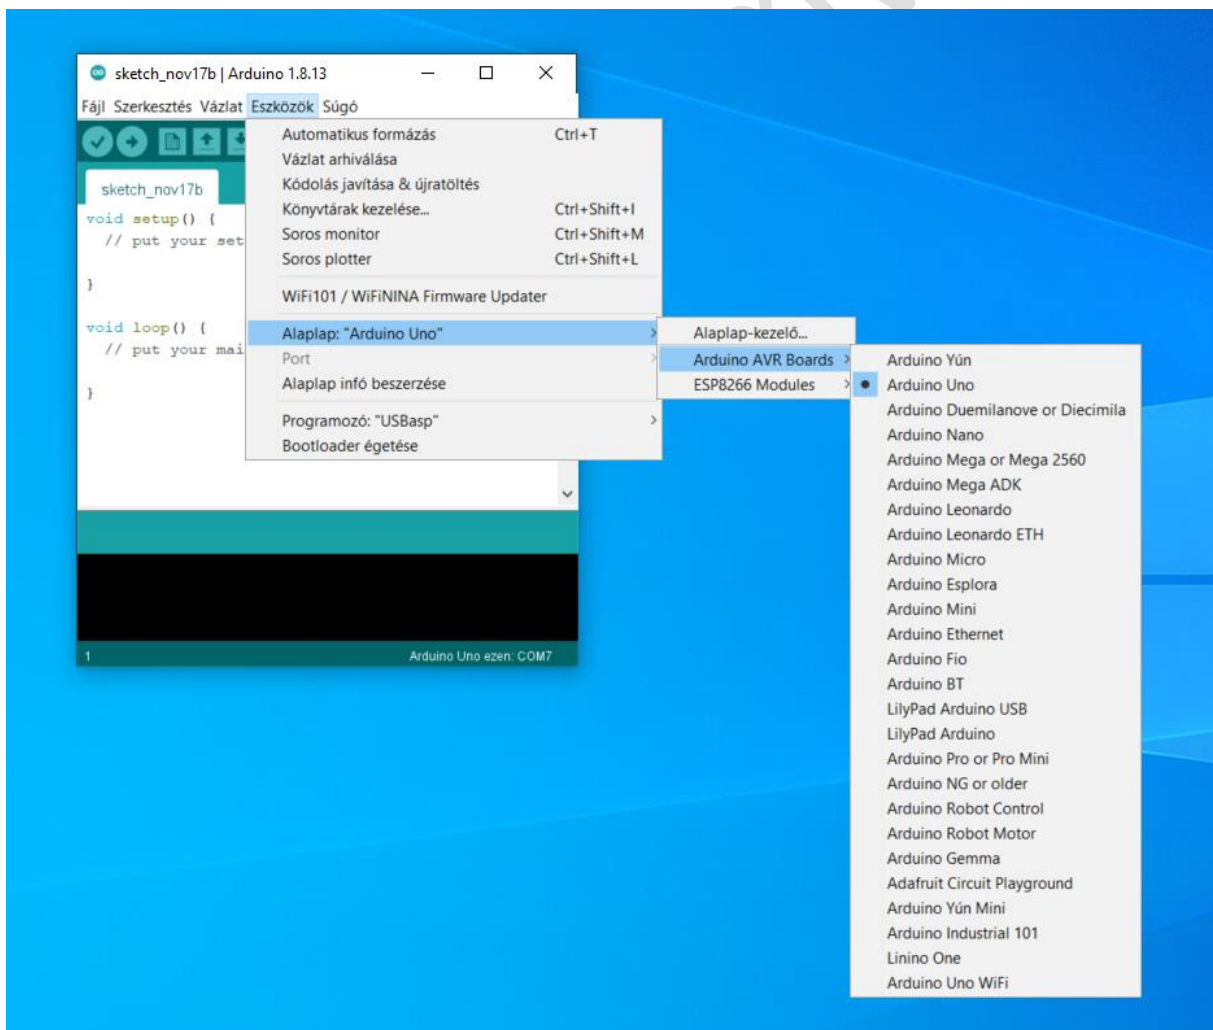 sketch_nov17b | Arduino 1.8.13
Fájl Szerkesztés Vázlat Eszközök Súgó
sketch_nov17b
void setup() {
// put your set
}
void loop() {
// put your mai
}
Automatikus formázás Ctrl+T
Vázlat arhiválása
Kódolás javítása & újratöltés
Könyvtárak kezelése... Ctrl+Shift+I
Soros monitor Ctrl+Shift+M
Soros plotter Ctrl+Shift+L
WiFi101 / WiFiNINA Firmware Updater
Alaplap: "Arduino Uno"
Port
Alaplap infó beszerzése
Programozó: "USBasp"
Bootloader égetése
Alaplap-kezelő...
Arduino AVR Boards
ESP8266 Modules
Arduino Yún
Arduino Uno
Arduino Duemilanove or Diecimila
Arduino Nano
Arduino Mega or Mega 2560
Arduino Mega ADK
Arduino Leonardo
Arduino Leonardo ETH
Arduino Micro
Arduino Esplora
Arduino Mini
Arduino Ethernet
Arduino Fio
Arduino BT
LilyPad Arduino USB
LilyPad Arduino
Arduino Pro or Pro Mini
Arduino NG or older
Arduino Robot Control
Arduino Robot Motor
Arduino Gemma
Adafruit Circuit Playground
Arduino Yún Mini
Arduino Industrial 101
Linino One
Arduino Uno WiFi
1 Arduino Uno ezen: COM7